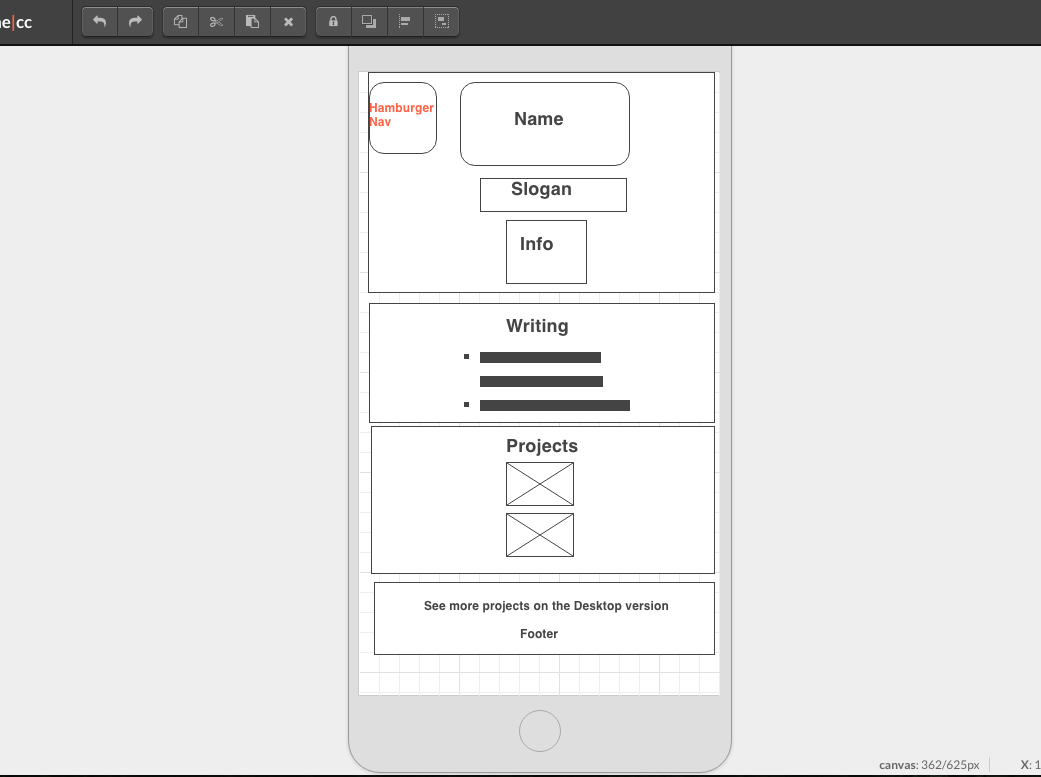 e|cc
Hamburger
Nav
Name
Slogan
Info
Writing
Projects
See more projects on the Desktop version
Footer
canvas: 362/625px
X: 1